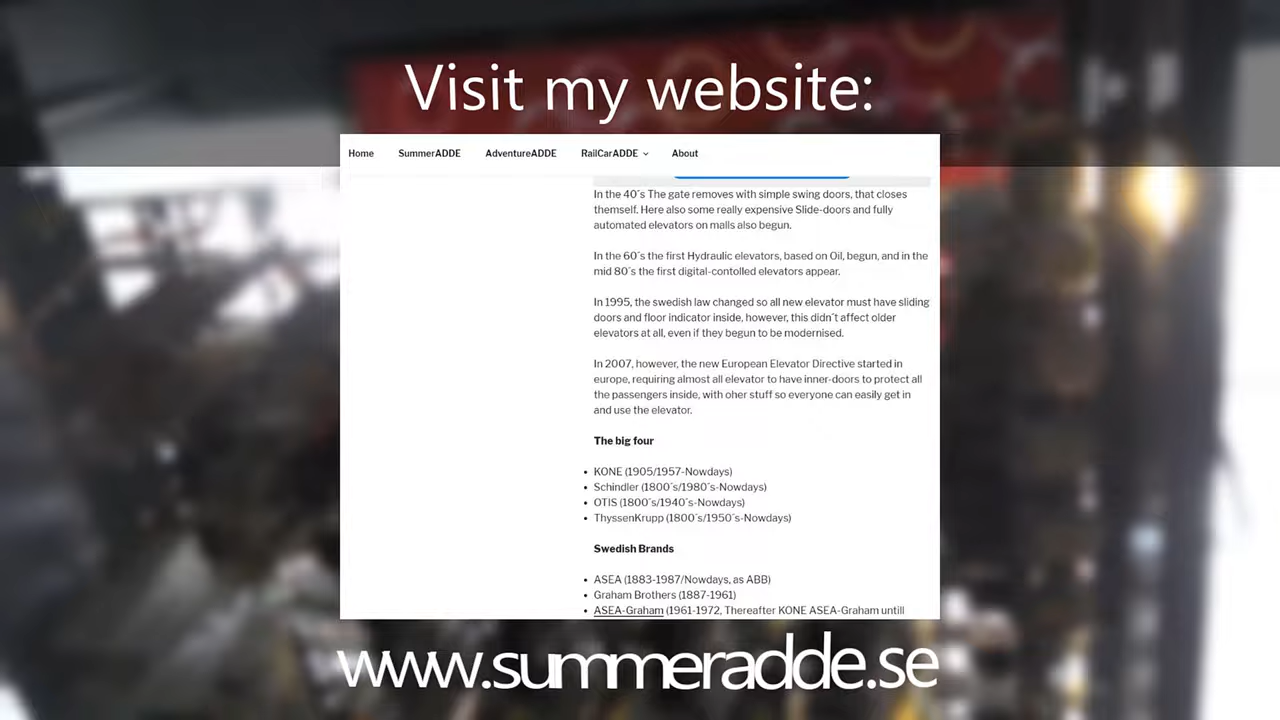 Visit my website:
Home SummerADDE AdventureADDE RailCarADDE About
In the 40´s The gate removes with simple swing doors, that closes
themself. Here also some really expensive Slide-doors and fully
automated elevators on malls also begun.
In the 60´s the first Hydraulic elevators, based on Oil, begun, and in the
mid 80´s the first digital-contolled elevators appear.
In 1995, the swedish law changed so all new elevator must have sliding
doors and floor indicator inside, however, this didn´t affect older
elevators at all, even if they begun to be modernised.
In 2007, however, the new European Elevator Directive started in
europe, requiring almost all elevator to have inner-doors to protect all
the passengers inside, with oher stuff so everyone can easily get in
and use the elevator.
The big four
• KONE (1905/1957-Nowdays)
• Schindler (1800´s/1980´s-Nowdays)
• OTIS (1800´s/1940´s-Nowdays)
• ThyssenKrupp (1800´s/1950´s-Nowdays)
Swedish Brands
• ASEA (1883-1987/Nowdays, as ABB)
• Graham Brothers (1887-1961)
• ASEA-Graham (1961-1972, Thereafter KONE ASEA-Graham untill
www.summeradde.se